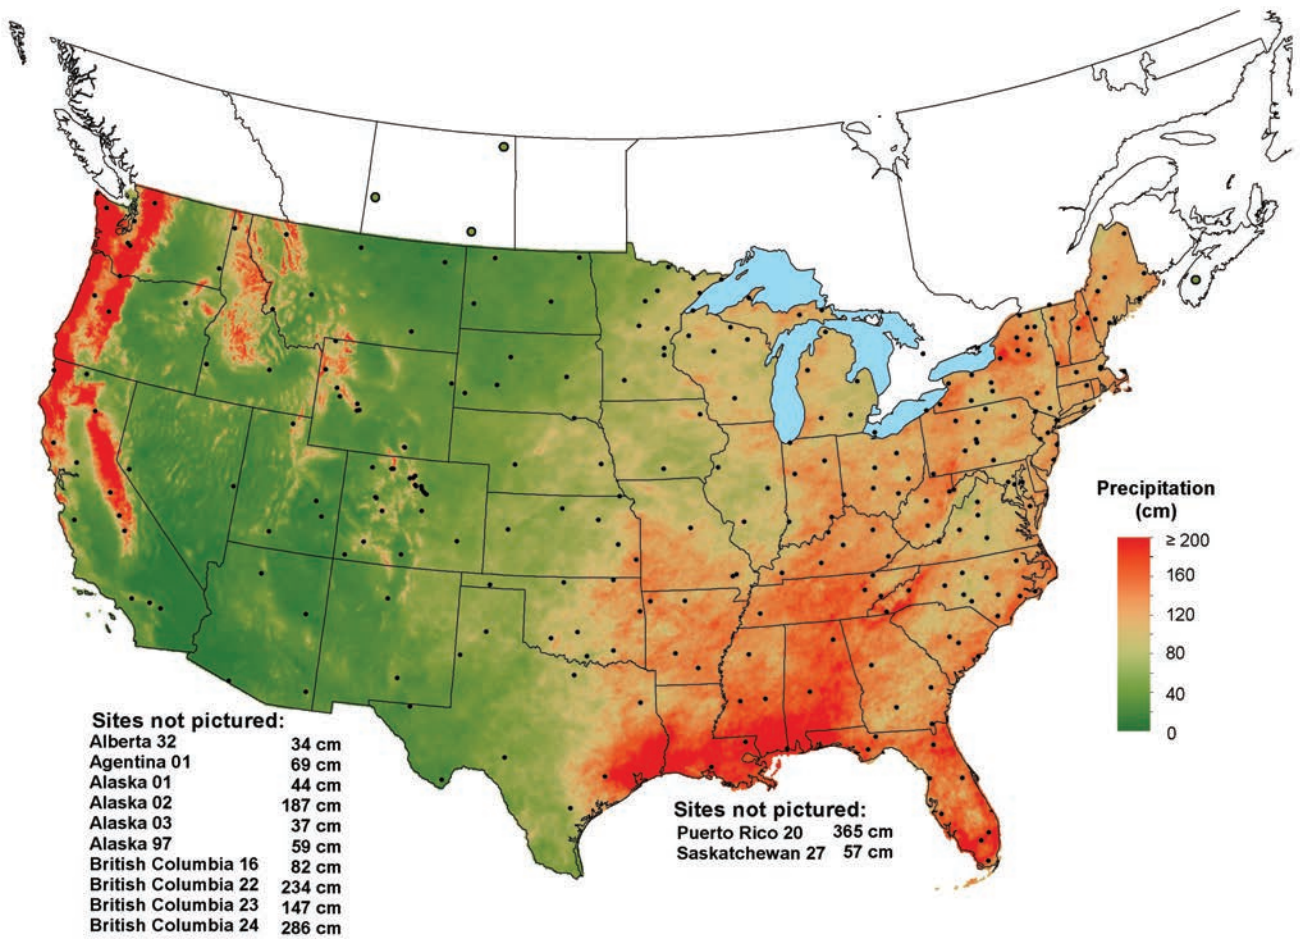 Precipitation
(cm)
≥ 200
160
120
80
40
0
Sites not pictured:
Alberta 32 34 cm
Agentina 01 69 cm
Alaska 01 44 cm
Alaska 02 187 cm
Alaska 03 37 cm
Alaska 97 59 cm
British Columbia 16 82 cm
British Columbia 22 234 cm
British Columbia 23 147 cm
British Columbia 24 286 cm
Sites not pictured:
Puerto Rico 20 365 cm
Saskatchewan 27 57 cm